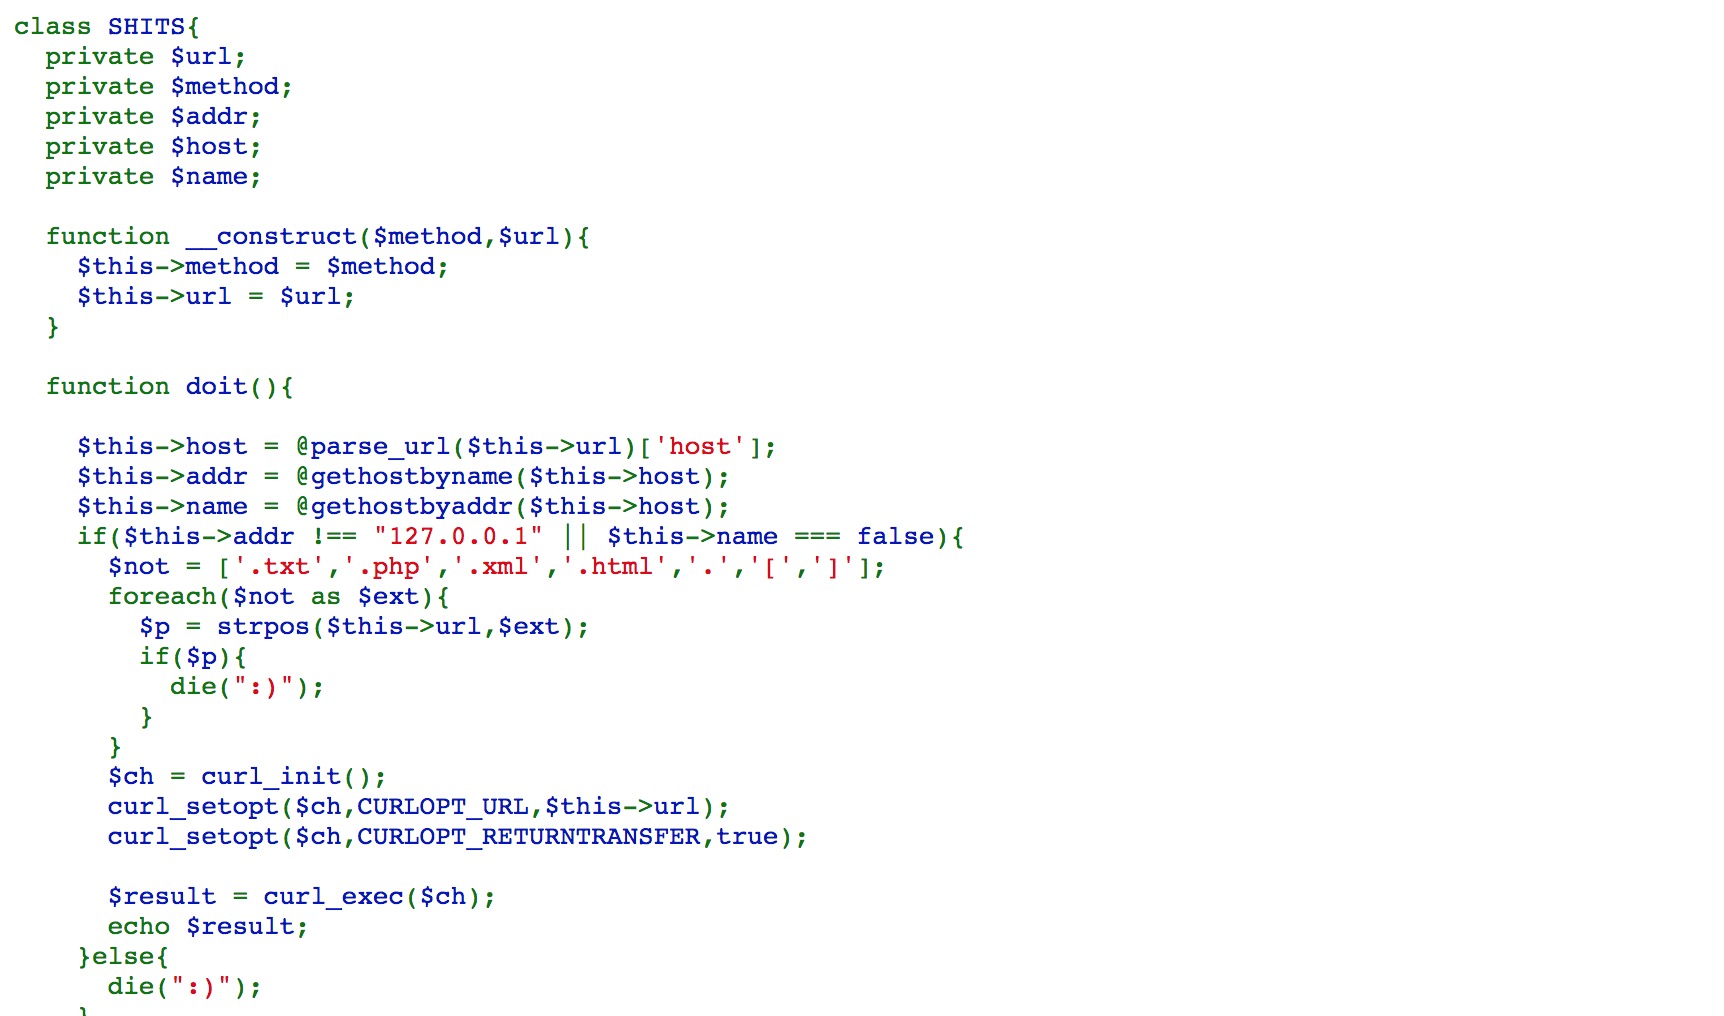 class SHITS{
  private $url;
  private $method;
  private $addr;
  private $host;
  private $name;

  function __construct($method,$url){
    $this->method = $method;
    $this->url = $url;
  }

  function doit(){

    $this->host = @parse_url($this->url)['host'];
    $this->addr = @gethostbyname($this->host);
    $this->name = @gethostbyaddr($this->host);
    if($this->addr !== "127.0.0.1" || $this->name === false){
      $not = ['.txt','.php','.xml','.html','.','[',']'];
      foreach($not as $ext){
        $p = strpos($this->url,$ext);
        if($p){
          die(":)");
        }
      }
      $ch = curl_init();
      curl_setopt($ch,CURLOPT_URL,$this->url);
      curl_setopt($ch,CURLOPT_RETURNTRANSFER,true);

      $result = curl_exec($ch);
      echo $result;
    }else{
      die(":)");
    }